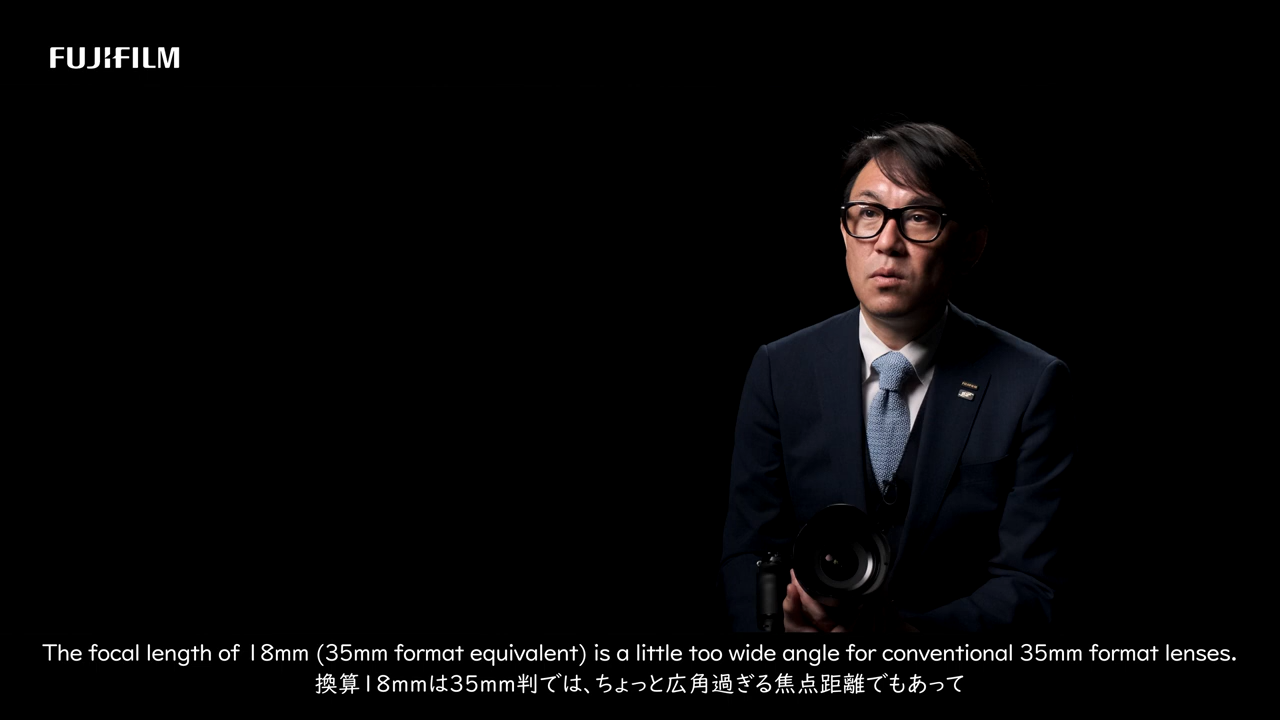 FUJIFILM
The focal length of 18mm (35mm format equivalent) is a little too wide angle for conventional 35mm format lenses.
換算18mmは35mm判では、ちょっと広角過ぎる焦点距離でもあって